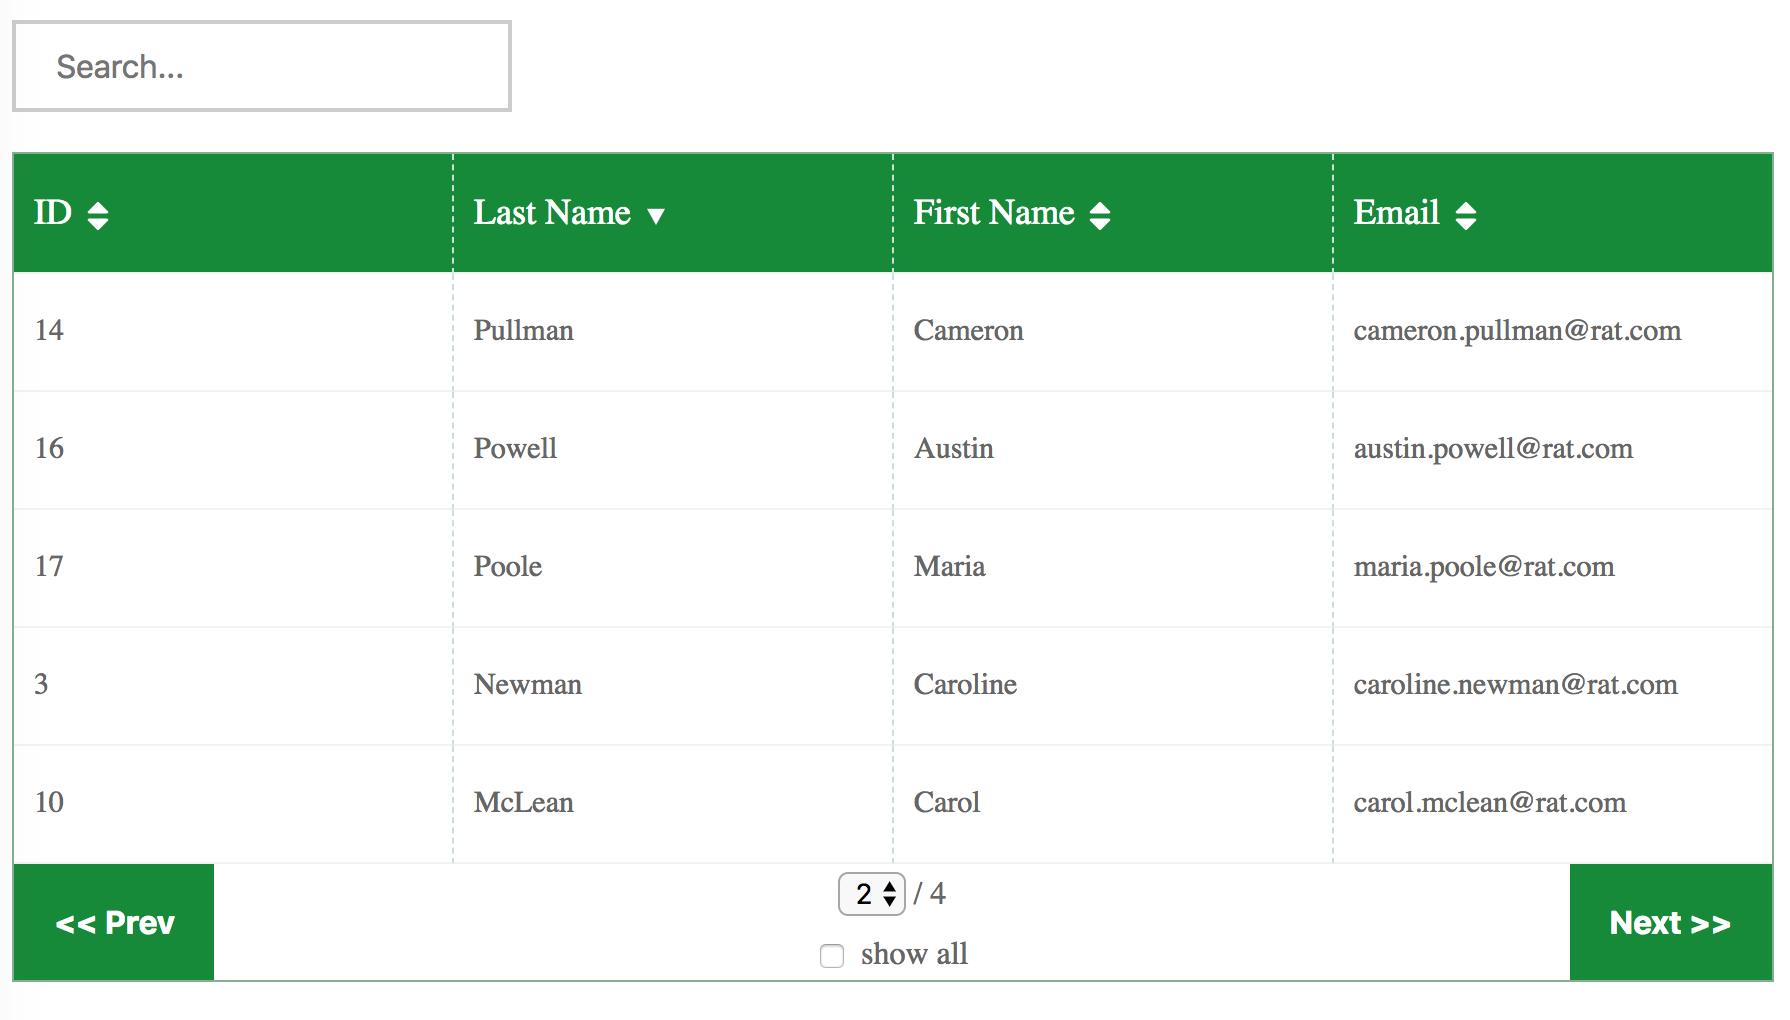 Search...
ID Last Name First Name Email
14 Pullman Cameron cameron.pullman@rat.com
16 Powell Austin austin.powell@rat.com
17 Poole Maria maria.poole@rat.com
3 Newman Caroline caroline.newman@rat.com
10 McLean Carol carol.mclean@rat.com
<< Prev 2 / 4 Next >>
show all